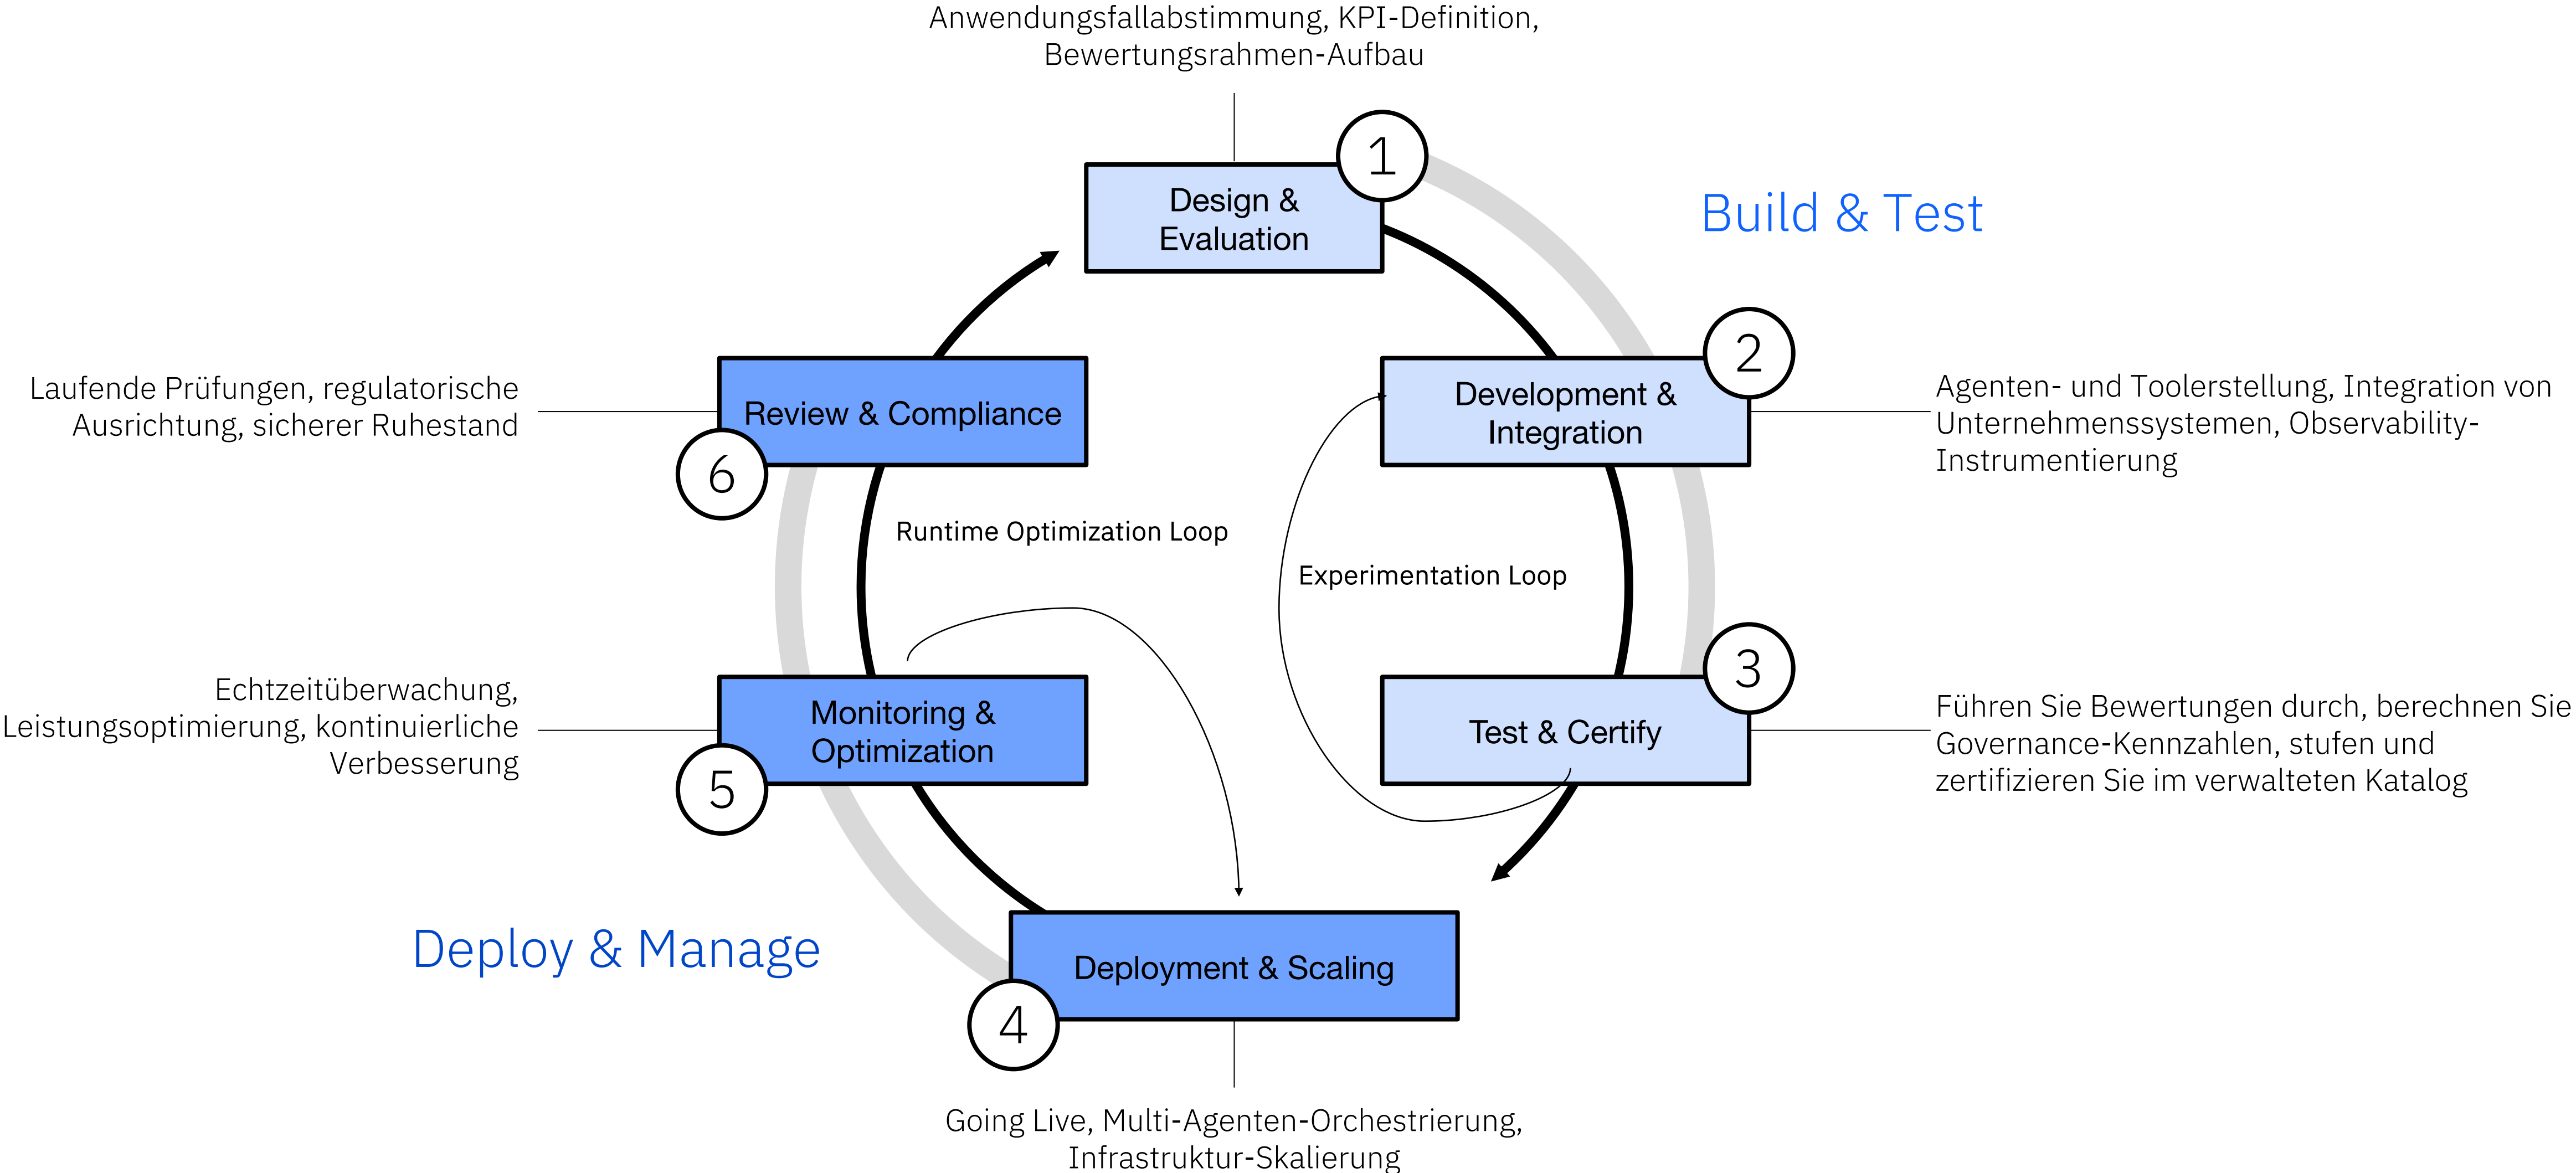 Anwendungsfallabstimmung, KPI-Definition,
Bewertungsrahmen-Aufbau
1
Design &
Evaluation
Build & Test
2
Development &
Integration
Agenten- und Toolerstellung, Integration von
Unternehmenssystemen, Observability-
Instrumentierung
Laufende Prüfungen, regulatorische
Ausrichtung, sicherer Ruhestand
Review & Compliance
6
Runtime Optimization Loop
Experimentation Loop
3
Test & Certify
Führen Sie Bewertungen durch, berechnen Sie
Governance-Kennzahlen, stufen und
zertifizieren Sie im verwalteten Katalog
Echtzeitüberwachung,
Leistungsoptimierung, kontinuierliche
Verbesserung
Monitoring &
Optimization
5
Deploy & Manage
Deployment & Scaling
4
Going Live, Multi-Agenten-Orchestrierung,
Infrastruktur-Skalierung